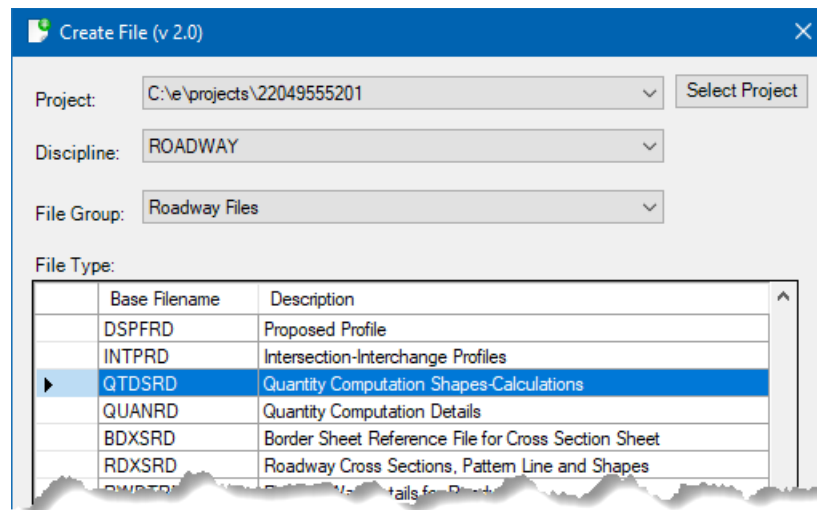 Create File (v 2.0)
Project: C:\e\projects\22049555201 Select Project
Discipline: ROADWAY
File Group: Roadway Files
File Type:
Base Filename Description
DSPFRD Proposed Profile
INTPRD Intersection-Interchange Profiles
QTDSRD Quantity Computation Shapes-Calculations
QUANRD Quantity Computation Details
BDXSRD Border Sheet Reference File for Cross Section Sheet
RDXSRD Roadway Cross Sections, Pattern Line and Shapes